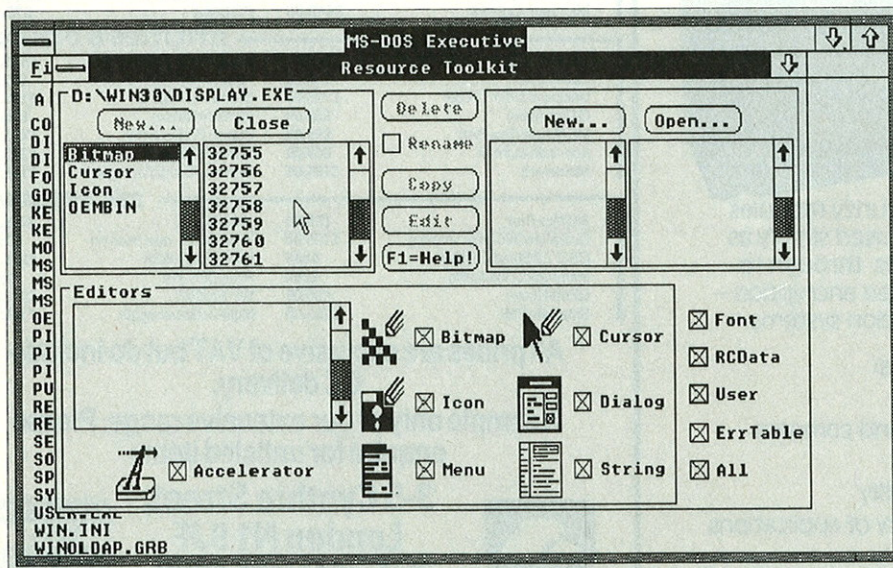 MS-DOS Executive
Resource Toolkit
Fi
D:\WIN30\DISPLAY.EXE
New...
Close
Delete
Rename
Copy
Edit
F1=Help!
New...
Open...
Bitmap
Cursor
Icon
OEMBIN
32755
32756
32757
32758
32759
32760
32761
Editors
Bitmap
Cursor
Icon
Dialog
Accelerator
Menu
String
Font
RCData
User
ErrTable
All
A
CO
DI
DI
FO
GD
KE
KE
MO
MS
MS
MS
OE
PI
PI
PI
PU
RE
RE
SE
SO
SP
SY
WIN.INI
WINOLDAP.GRB